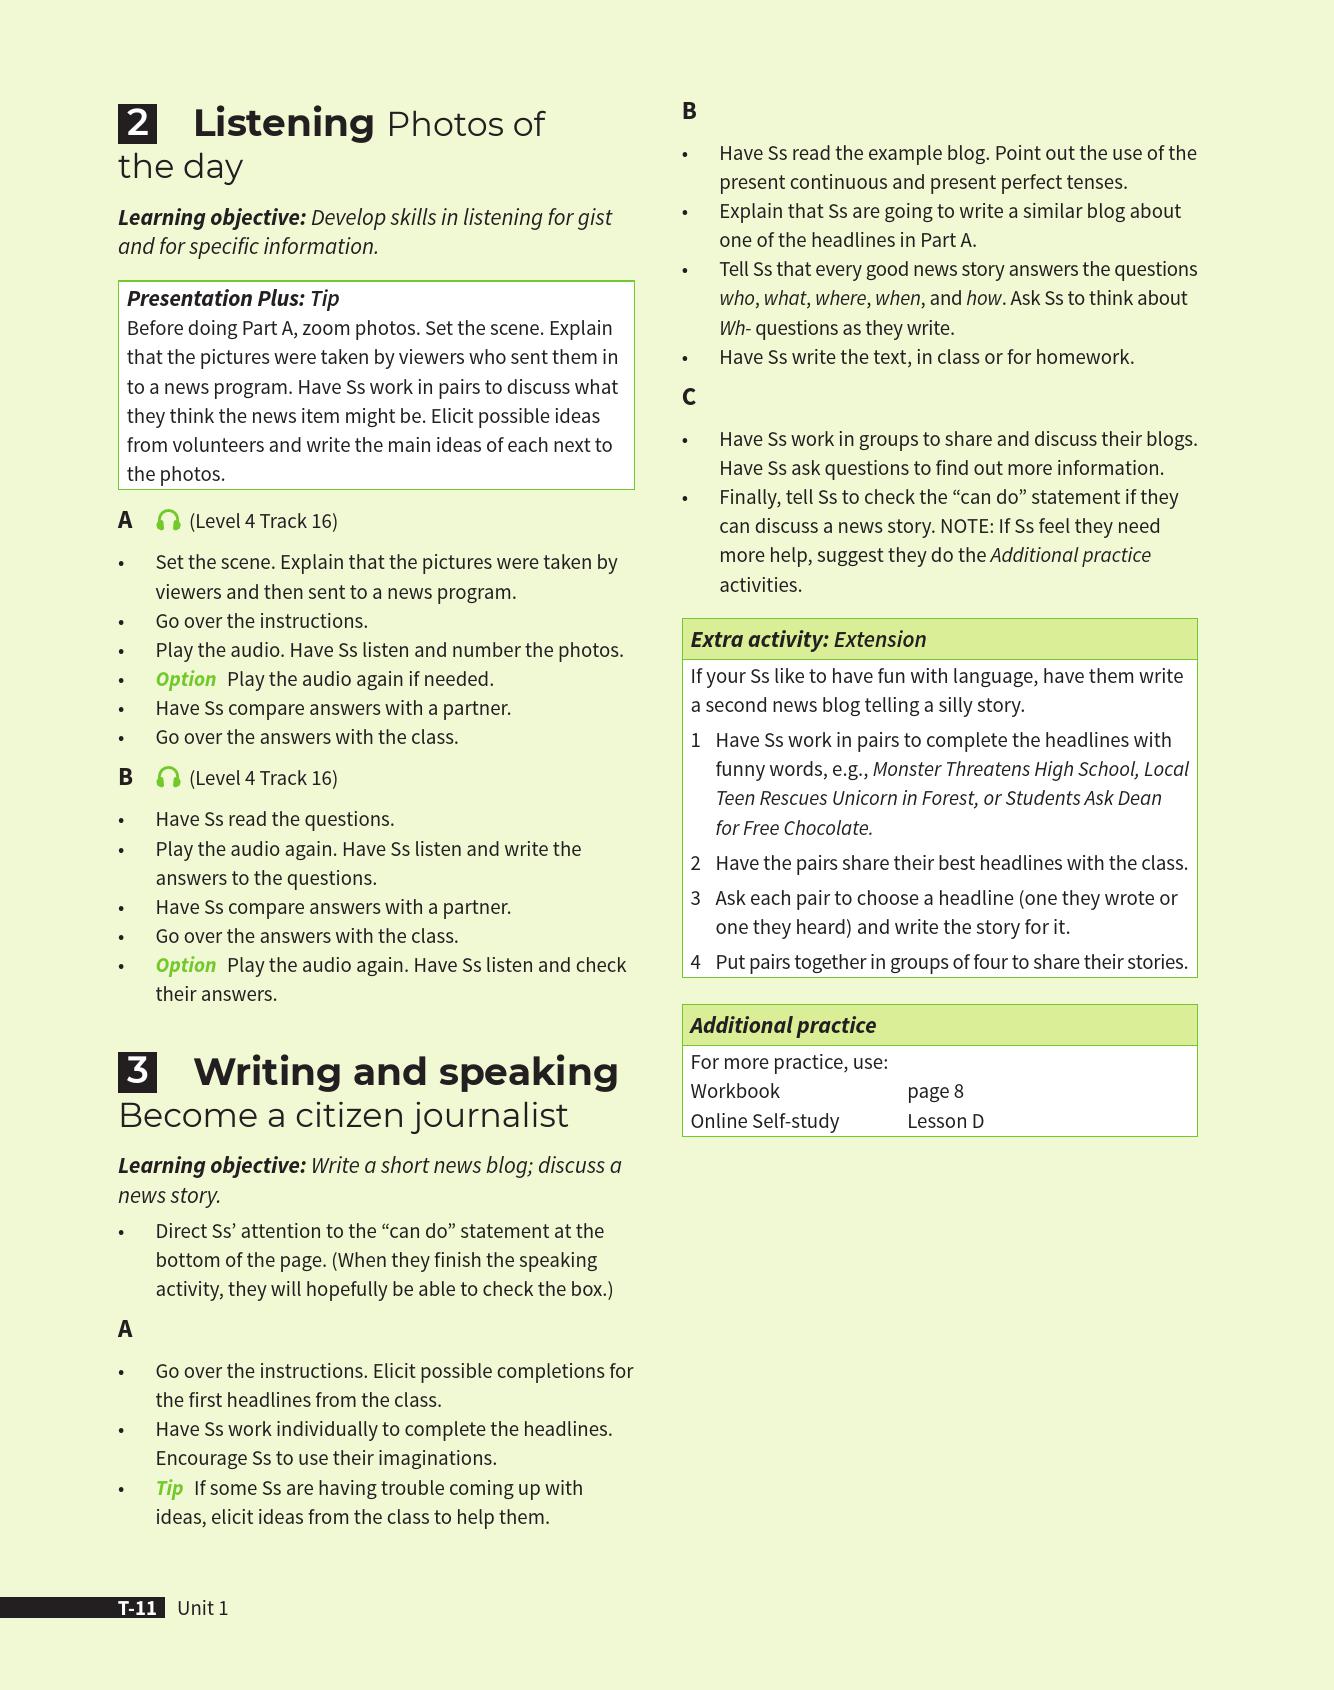 2 Listening Photos of
the day
Learning objective: Develop skills in listening for gist
and for specific information.
Presentation Plus: Tip
Before doing Part A, zoom photos. Set the scene. Explain
that the pictures were taken by viewers who sent them in
to a news program. Have Ss work in pairs to discuss what
they think the news item might be. Elicit possible ideas
from volunteers and write the main ideas of each next to
the photos.
A (Level 4 Track 16)
• Set the scene. Explain that the pictures were taken by
viewers and then sent to a news program.
• Go over the instructions.
• Play the audio. Have Ss listen and number the photos.
• Option Play the audio again if needed.
• Have Ss compare answers with a partner.
• Go over the answers with the class.
B (Level 4 Track 16)
• Have Ss read the questions.
• Play the audio again. Have Ss listen and write the
answers to the questions.
• Have Ss compare answers with a partner.
• Go over the answers with the class.
• Option Play the audio again. Have Ss listen and check
their answers.
3 Writing and speaking
Become a citizen journalist
Learning objective: Write a short news blog; discuss a
news story.
• Direct Ss’ attention to the “can do” statement at the
bottom of the page. (When they finish the speaking
activity, they will hopefully be able to check the box.)
A
• Go over the instructions. Elicit possible completions for
the first headlines from the class.
• Have Ss work individually to complete the headlines.
Encourage Ss to use their imaginations.
• Tip If some Ss are having trouble coming up with
ideas, elicit ideas from the class to help them.
B
• Have Ss read the example blog. Point out the use of the
present continuous and present perfect tenses.
• Explain that Ss are going to write a similar blog about
one of the headlines in Part A.
• Tell Ss that every good news story answers the questions
who, what, where, when, and how. Ask Ss to think about
Wh- questions as they write.
• Have Ss write the text, in class or for homework.
C
• Have Ss work in groups to share and discuss their blogs.
Have Ss ask questions to find out more information.
• Finally, tell Ss to check the “can do” statement if they
can discuss a news story. NOTE: If Ss feel they need
more help, suggest they do the Additional practice
activities.
Extra activity: Extension
If your Ss like to have fun with language, have them write
a second news blog telling a silly story.
1 Have Ss work in pairs to complete the headlines with
funny words, e.g., Monster Threatens High School, Local
Teen Rescues Unicorn in Forest, or Students Ask Dean
for Free Chocolate.
2 Have the pairs share their best headlines with the class.
3 Ask each pair to choose a headline (one they wrote or
one they heard) and write the story for it.
4 Put pairs together in groups of four to share their stories.
Additional practice
For more practice, use:
Workbook page 8
Online Self-study Lesson D
T-11 Unit 1